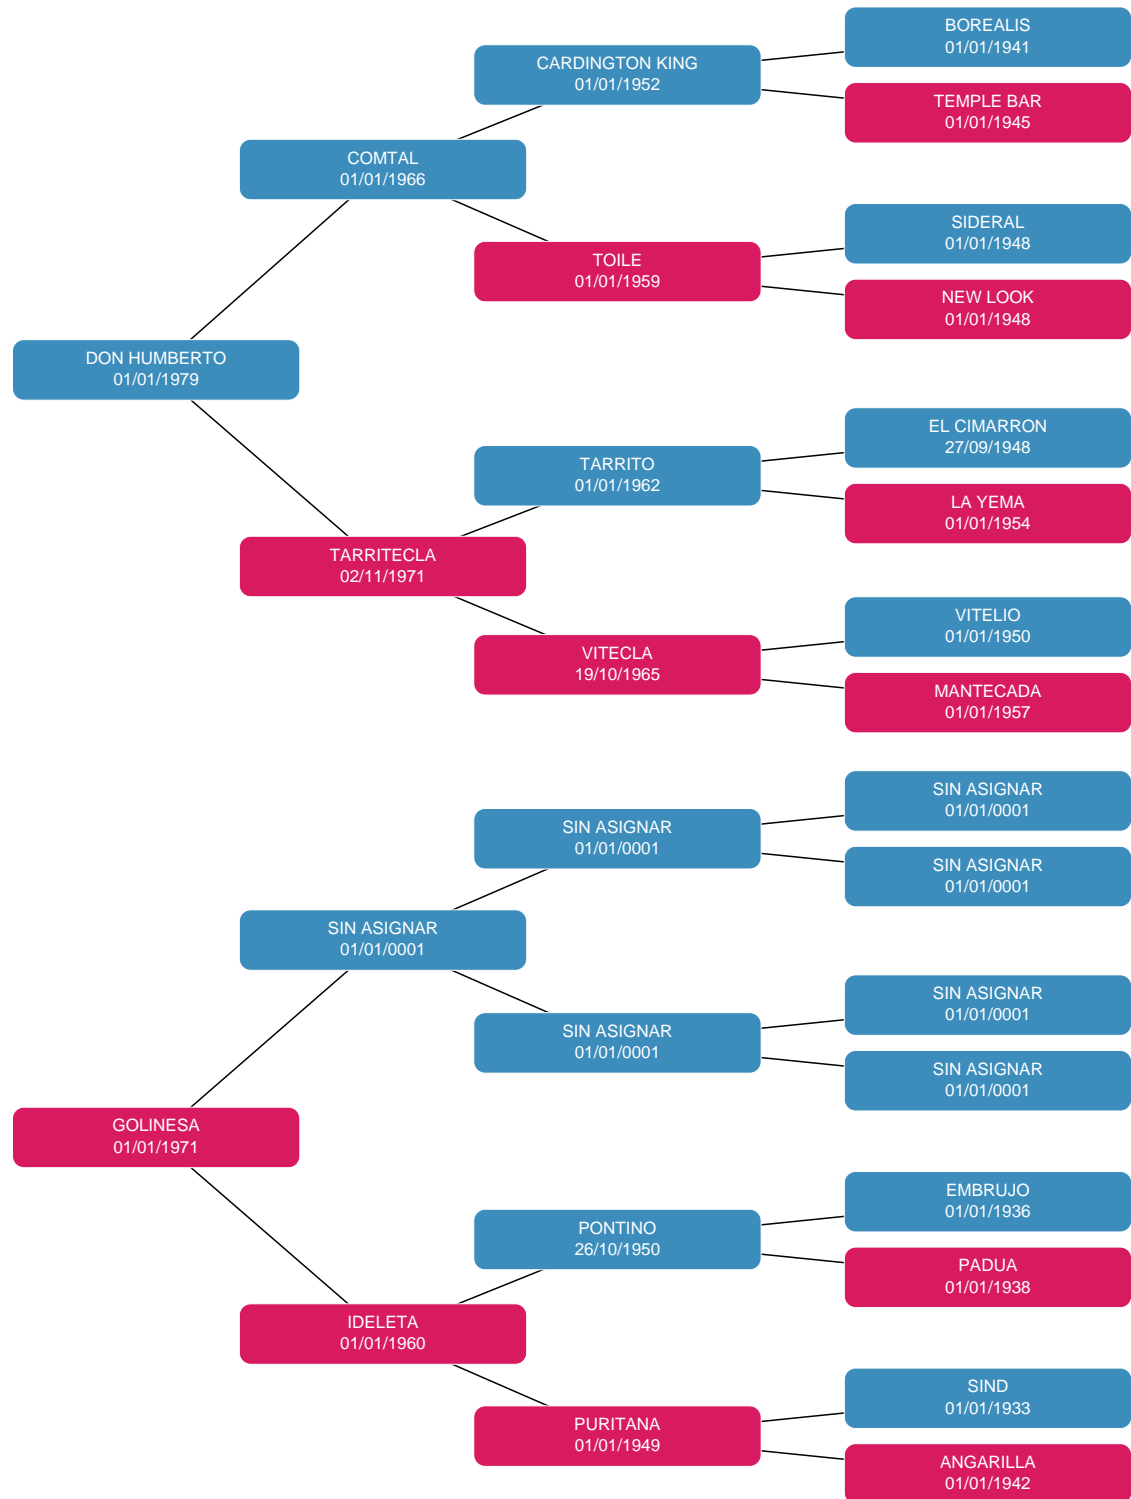 BOREALIS
01/01/1941
CARDINGTON KING
01/01/1952
TEMPLE BAR
01/01/1945
COMTAL
01/01/1966
SIDERAL
01/01/1948
TOILE
01/01/1959
NEW LOOK
01/01/1948
DON HUMBERTO
01/01/1979
EL CIMARRON
27/09/1948
TARRITO
01/01/1962
LA YEMA
01/01/1954
TARRITECLA
02/11/1971
VITELIO
01/01/1950
VITECLA
19/10/1965
MANTECADA
01/01/1957
SIN ASIGNAR
01/01/0001
SIN ASIGNAR
01/01/0001
SIN ASIGNAR
01/01/0001
SIN ASIGNAR
01/01/0001
SIN ASIGNAR
01/01/0001
SIN ASIGNAR
01/01/0001
SIN ASIGNAR
01/01/0001
GOLINESA
01/01/1971
EMBRUJO
01/01/1936
PONTINO
26/10/1950
PADUA
01/01/1938
IDELETA
01/01/1960
SIND
01/01/1933
PURITANA
01/01/1949
ANGARILLA
01/01/1942